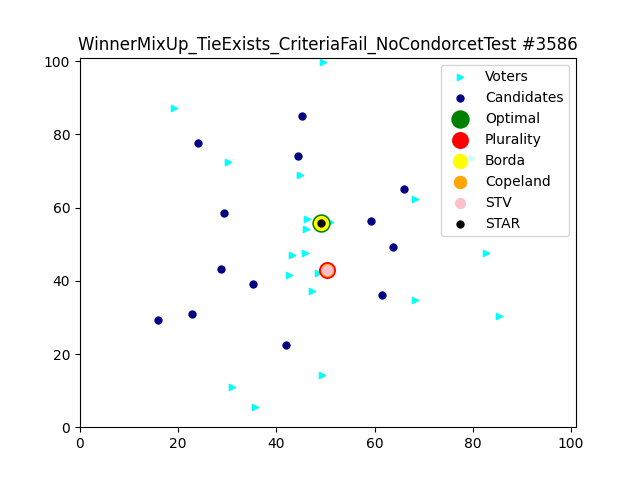 WinnerMixUp_TieExists_CriteriaFail_NoCondorcetTest #3586
Voters
Candidates
Optimal
Plurality
Borda
Copeland
STV
STAR
100
80
60
40
20
0
0
20
40
60
80
100